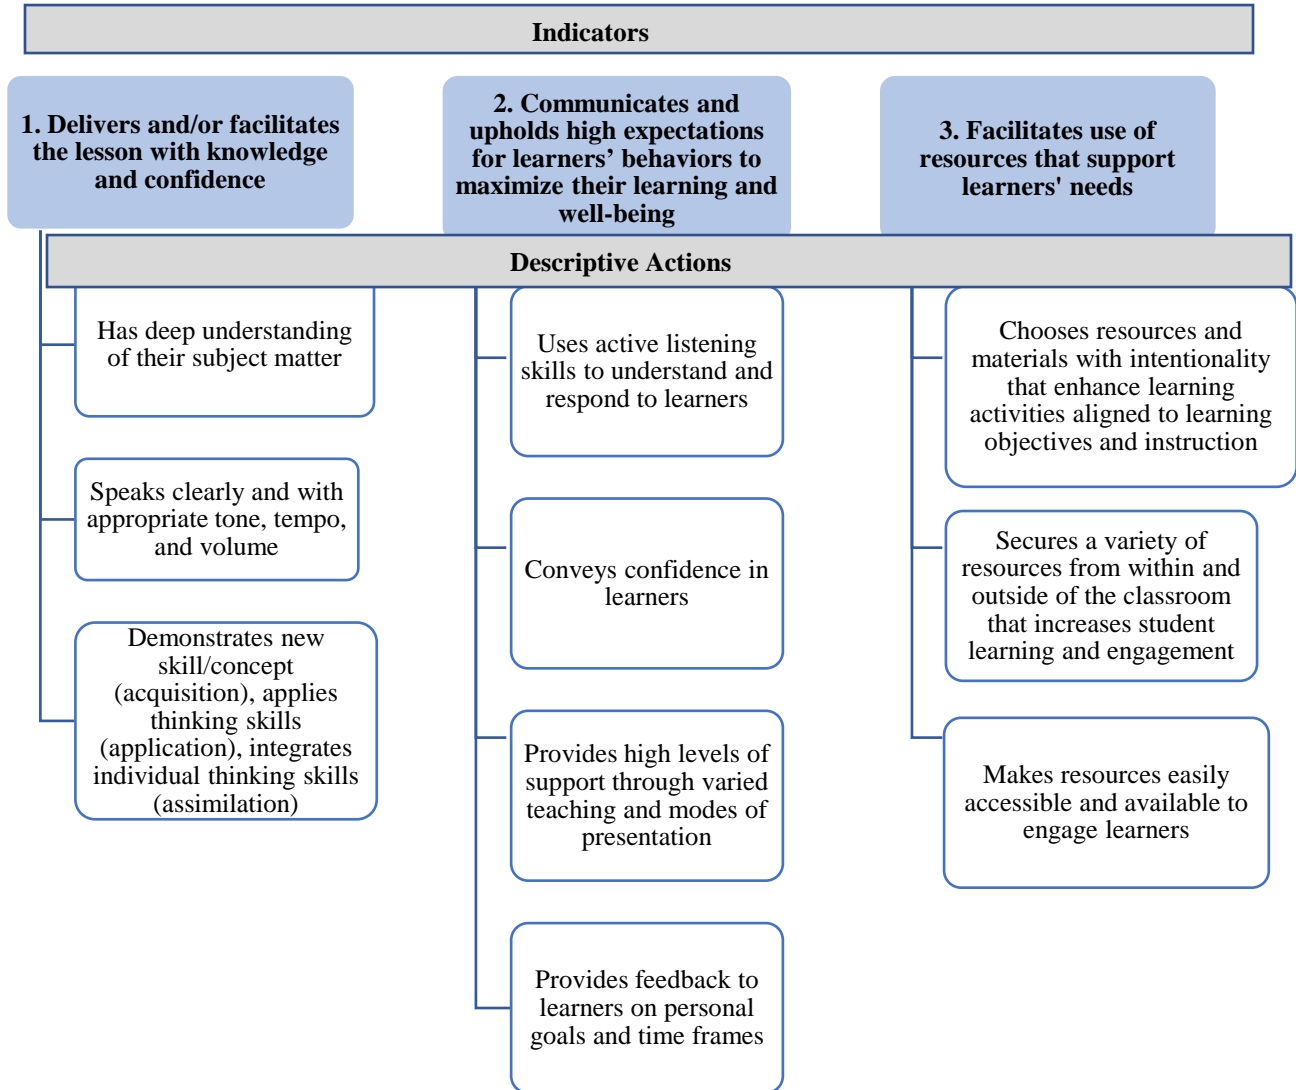 Indicators
1. Delivers and/or facilitates
the lesson with knowledge
and confidence
2. Communicates and
upholds high expectations
for learners’ behaviors to
maximize their learning and
well-being
3. Facilitates use of
resources that support
learners' needs
Descriptive Actions
Has deep understanding
of their subject matter
Speaks clearly and with
appropriate tone, tempo,
and volume
Demonstrates new
skill/concept
(acquisition), applies
thinking skills
(application), integrates
individual thinking skills
(assimilation)
Uses active listening
skills to understand and
respond to learners
Conveys confidence in
learners
Provides high levels of
support through varied
teaching and modes of
presentation
Provides feedback to
learners on personal
goals and time frames
Chooses resources and
materials with intentionality
that enhance learning
activities aligned to learning
objectives and instruction
Secures a variety of
resources from within and
outside of the classroom
that increases student
learning and engagement
Makes resources easily
accessible and available to
engage learners